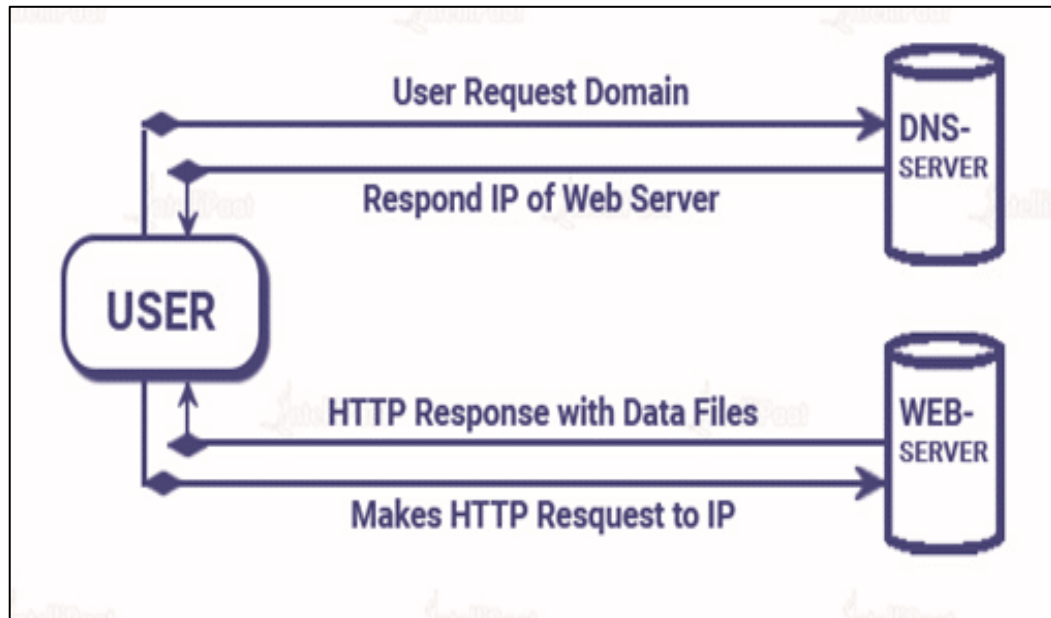 User Request Domain
DNS-
SERVER
Respond IP of Web Server
USER
HTTP Response with Data Files
WEB-
SERVER
Makes HTTP Resquest to IP